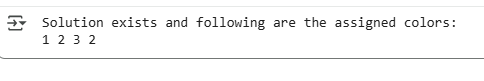 Solution exists and following are the assigned colors:
1 2 3 2